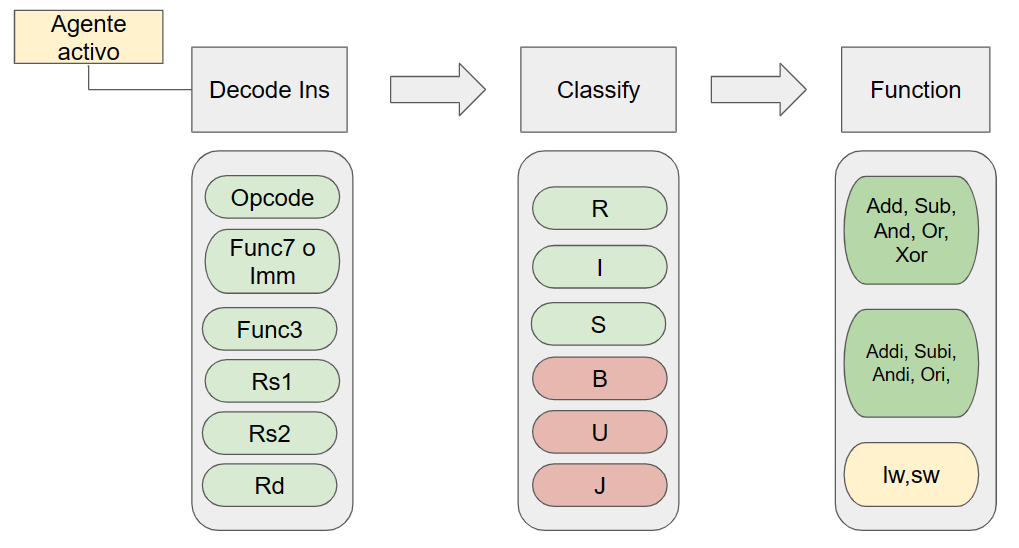 Agente
activo
Decode Ins
Classify
Function
Opcode
Func7 o
Imm
Func3
Rs1
Rs2
Rd
R
I
S
B
U
J
Add, Sub,
And, Or,
Xor
Addi, Subi,
Andi, Ori,
lw,sw